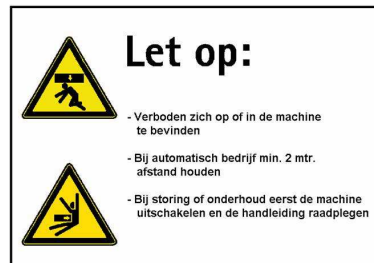 Let op:
- Verboden zich op of in de machine
te bevinden
- Bij automatisch bedrijf min. 2 mtr.
afstand houden
- Bij storing of onderhoud eerst de machine
uitschakelen en de handleiding raadplegen